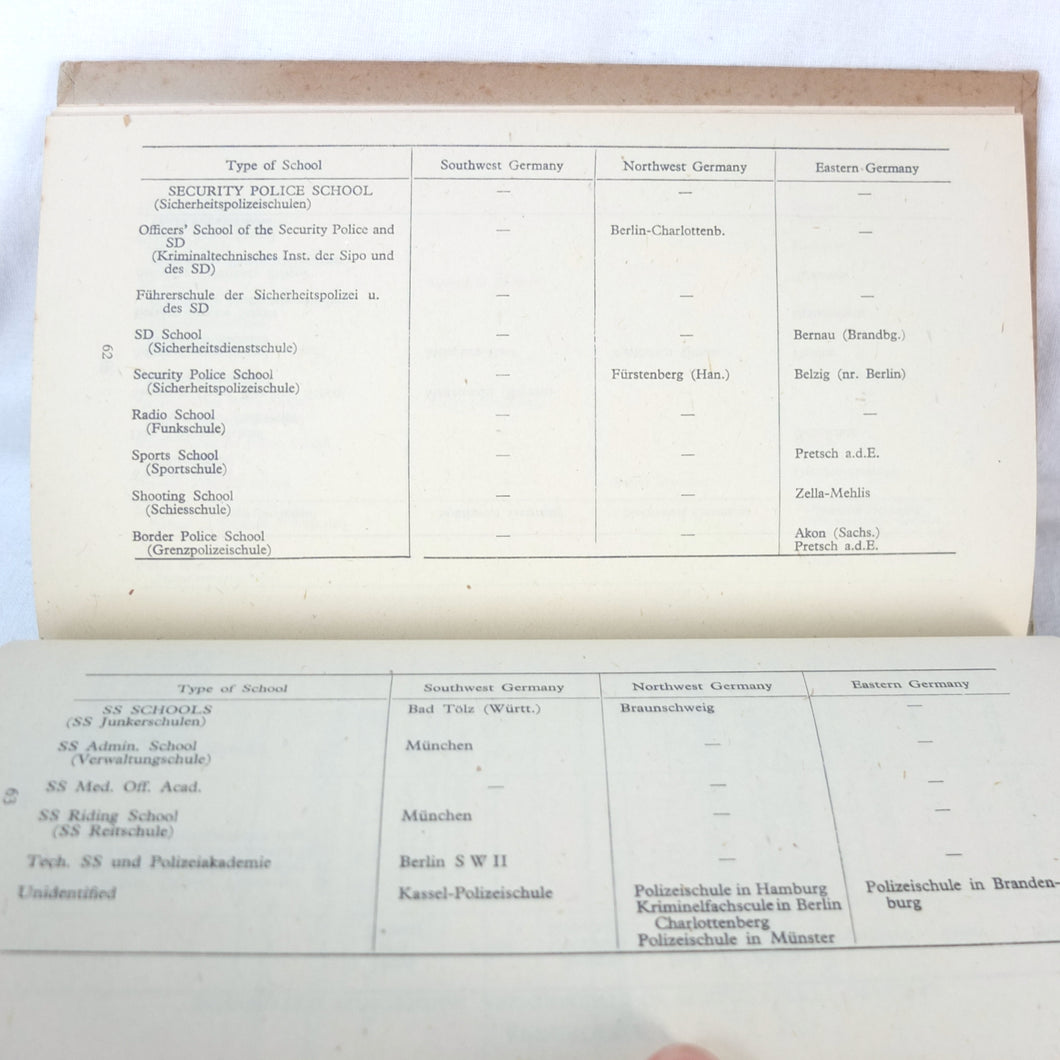 Type of School Southwest Germany Northwest Germany Eastern Germany
SECURITY POLICE SCHOOL — — —
(Sicherheitspolizeischulen)
Officers' School of the Security Police and — Berlin-Charlottenb. —
SD
(Kriminaltechnisches Inst. der Sipo und
des SD)
Führerschule der Sicherheitspolizei u. — — —
des SD
SD School — — Bernau (Brandbg.)
(Sicherheitsdienstschule)
62
Security Police School — Fürstenberg (Han.) Belzig (nr. Berlin)
(Sicherheitspolizeischule)
Radio School — — —
(Funkschule)
Sports School — — Pretsch a.d.E.
(Sportschule)
Shooting School — — Zella-Mehlis
(Schiesschule)
Border Police School — — Akon (Sachs.)
(Grenzpolizeischule) Pretsch a.d.E.
Type of School Southwest Germany Northwest Germany Eastern Germany
SS SCHOOLS Bad Tölz (Württ.) Braunschweig —
(SS Junkerschulen)
SS Admin. School München — —
(Verwaltungschule)
SS Med. Off. Acad. — — —
63
SS Riding School München — —
(SS Reitschule)
Tech. SS und Polizeiakademie Berlin S W II — —
Unidentified Kassel-Polizeischule Polizeischule in Hamburg Polizeischule in Branden-
Kriminelfachscule in Berlin burg
Charlottenberg
Polizeischule in Münster